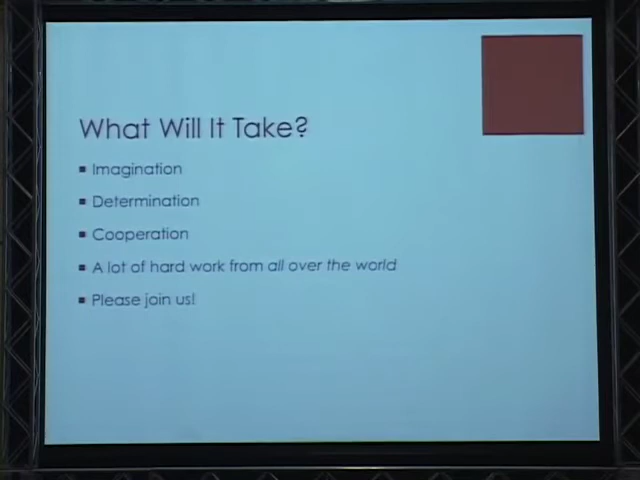 What Will It Take?
▪ Imagination
▪ Determination
▪ Cooperation
▪ A lot of hard work from all over the world
▪ Please join us!